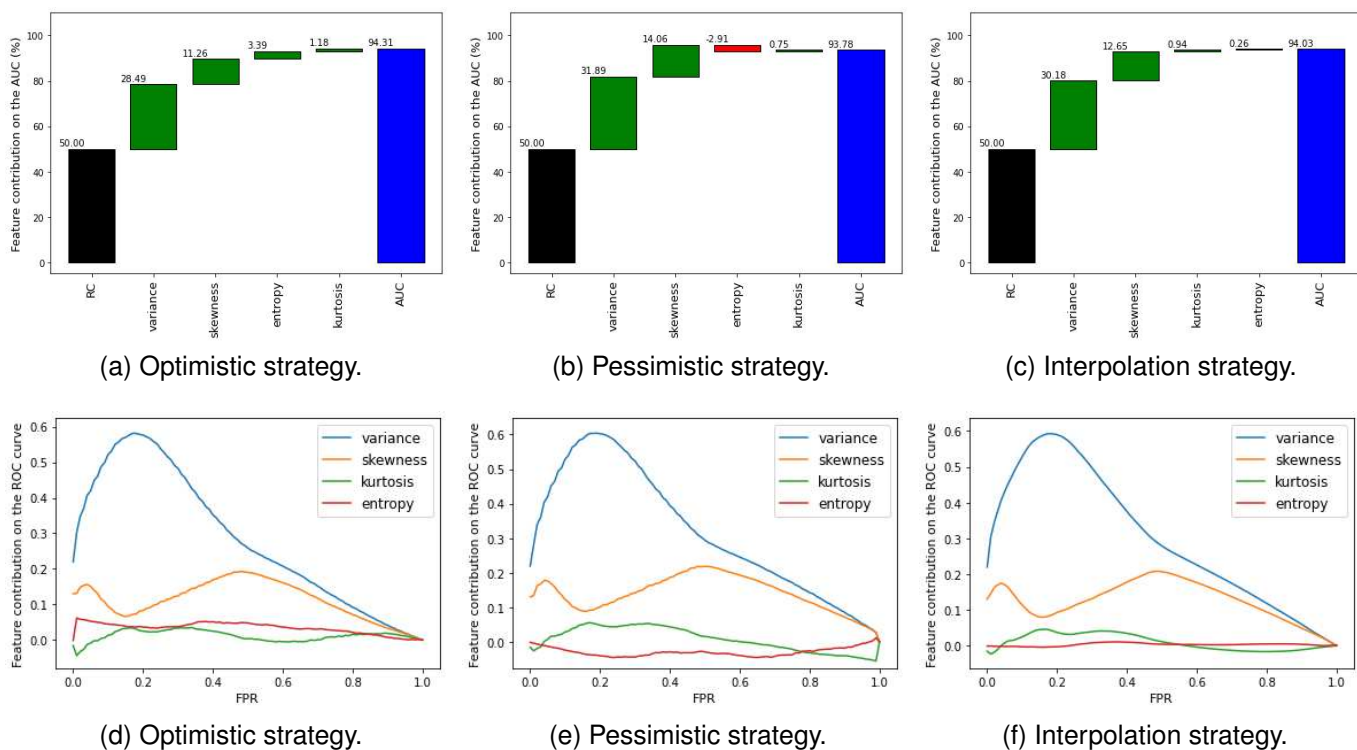 Feature contribution on the AUC (%)
100
80
60
40
20
0
50.00
28.49
11.26
3.39
1.18
94.31
RC
variance
skewness
entropy
kurtosis
AUC
(a) Optimistic strategy.
Feature contribution on the AUC (%)
100
80
60
40
20
0
50.00
31.89
14.06
-2.91
0.75
93.78
RC
variance
skewness
entropy
kurtosis
AUC
(b) Pessimistic strategy.
Feature contribution on the AUC (%)
100
80
60
40
20
0
50.00
30.18
12.65
0.94
0.26
94.03
RC
variance
skewness
kurtosis
entropy
AUC
(c) Interpolation strategy.
Feature contribution on the ROC curve
0.6
0.5
0.4
0.3
0.2
0.1
0.0
variance
skewness
kurtosis
entropy
0.0 0.2 0.4 0.6 0.8 1.0
FPR
(d) Optimistic strategy.
Feature contribution on the ROC curve
0.6
0.5
0.4
0.3
0.2
0.1
0.0
variance
skewness
kurtosis
entropy
0.0 0.2 0.4 0.6 0.8 1.0
FPR
(e) Pessimistic strategy.
Feature contribution on the ROC curve
0.6
0.5
0.4
0.3
0.2
0.1
0.0
variance
skewness
kurtosis
entropy
0.0 0.2 0.4 0.6 0.8 1.0
FPR
(f) Interpolation strategy.